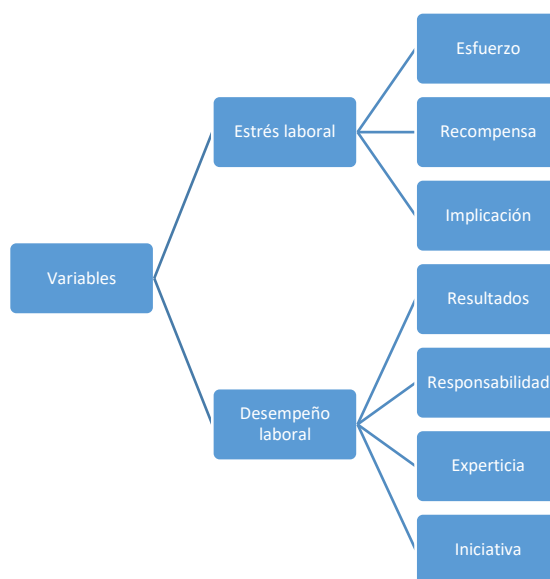 Variables
Estrés laboral
Esfuerzo
Recompensa
Implicación
Desempeño
laboral
Resultados
Responsabilidad
Experticia
Iniciativa